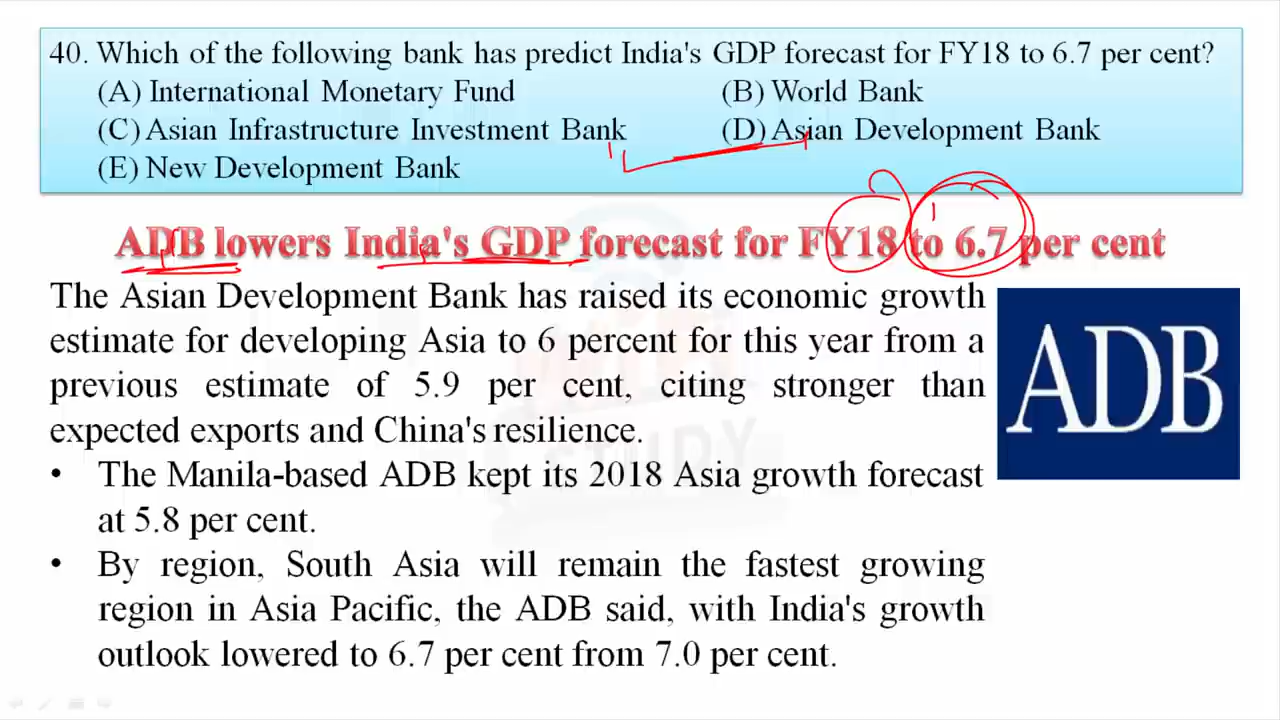 40. Which of the following bank has predict India's GDP forecast for FY18 to 6.7 per cent?
(A) International Monetary Fund (B) World Bank
(C) Asian Infrastructure Investment Bank (D) Asian Development Bank
(E) New Development Bank
ADB lowers India's GDP forecast for FY18 to 6.7 per cent
The Asian Development Bank has raised its economic growth
estimate for developing Asia to 6 percent for this year from a
previous estimate of 5.9 per cent, citing stronger than
expected exports and China's resilience.
ADB
• The Manila-based ADB kept its 2018 Asia growth forecast
at 5.8 per cent.
• By region, South Asia will remain the fastest growing
region in Asia Pacific, the ADB said, with India's growth
outlook lowered to 6.7 per cent from 7.0 per cent.